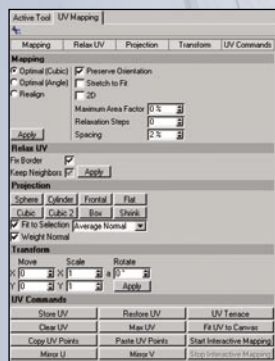 Active Tool UV Mapping
Mapping Relax UV Projection Transform UV Commands
Mapping
Optimal (Cubic) Preserve Orientation
Optimal (Angle) Stretch to Fit
Realign 2D
Maximum Area Factor 0 %
Relaxation Steps 0
Apply Spacing 2 %
Relax UV
Fix Border
Keep Neighbors Apply
Projection
Sphere Cylinder Frontal Flat
Cubic Cubic 2 Box Shrink
Fit to Selection Average Normal
Weight Normal
Transform
Move Scale Rotate
X 0 X 1 a 0 °
Y 0 Y 1 Apply
UV Commands
Store UV Restore UV UV Terrace
Clear UV Max UV Fit UV to Canvas
Copy UV Points Paste UV Points Start Interactive Mapping
Mirror U Mirror V Stop Interactive Mapping